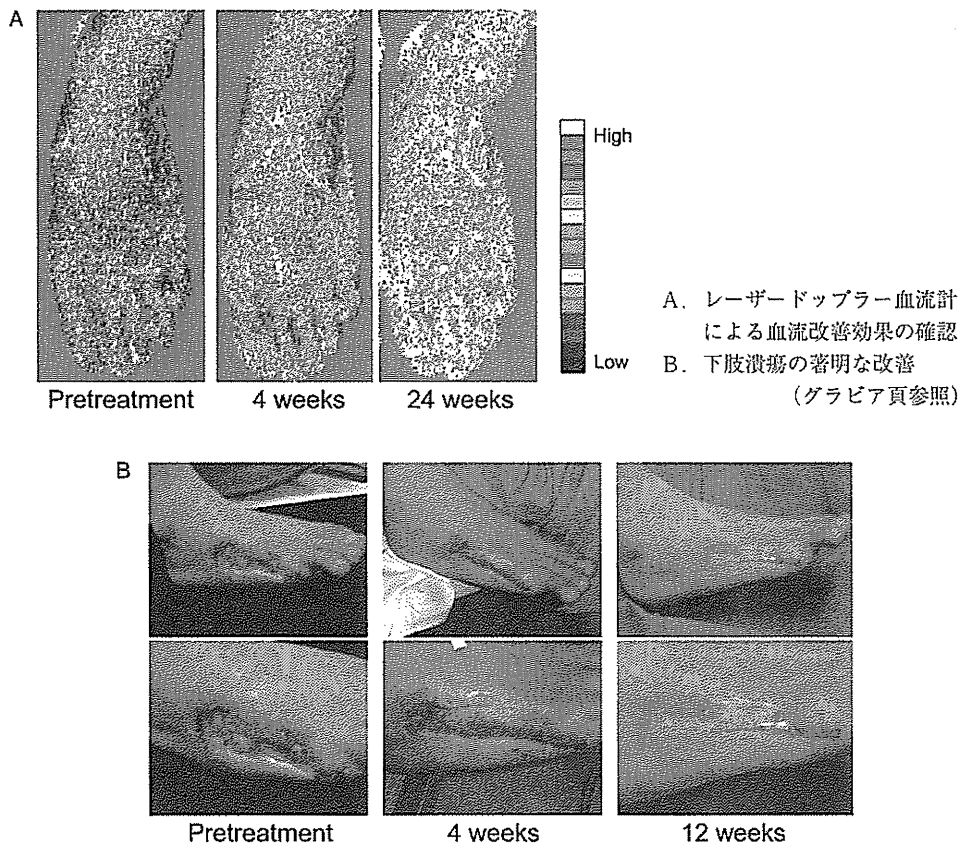 A
High
Low
Pretreatment
4 weeks
24 weeks
A. レーザードップラー血流計
による血流改善効果の確認
B. 下肢潰瘍の著明な改善
(グラビア頁参照)
B
Pretreatment
4 weeks
12 weeks